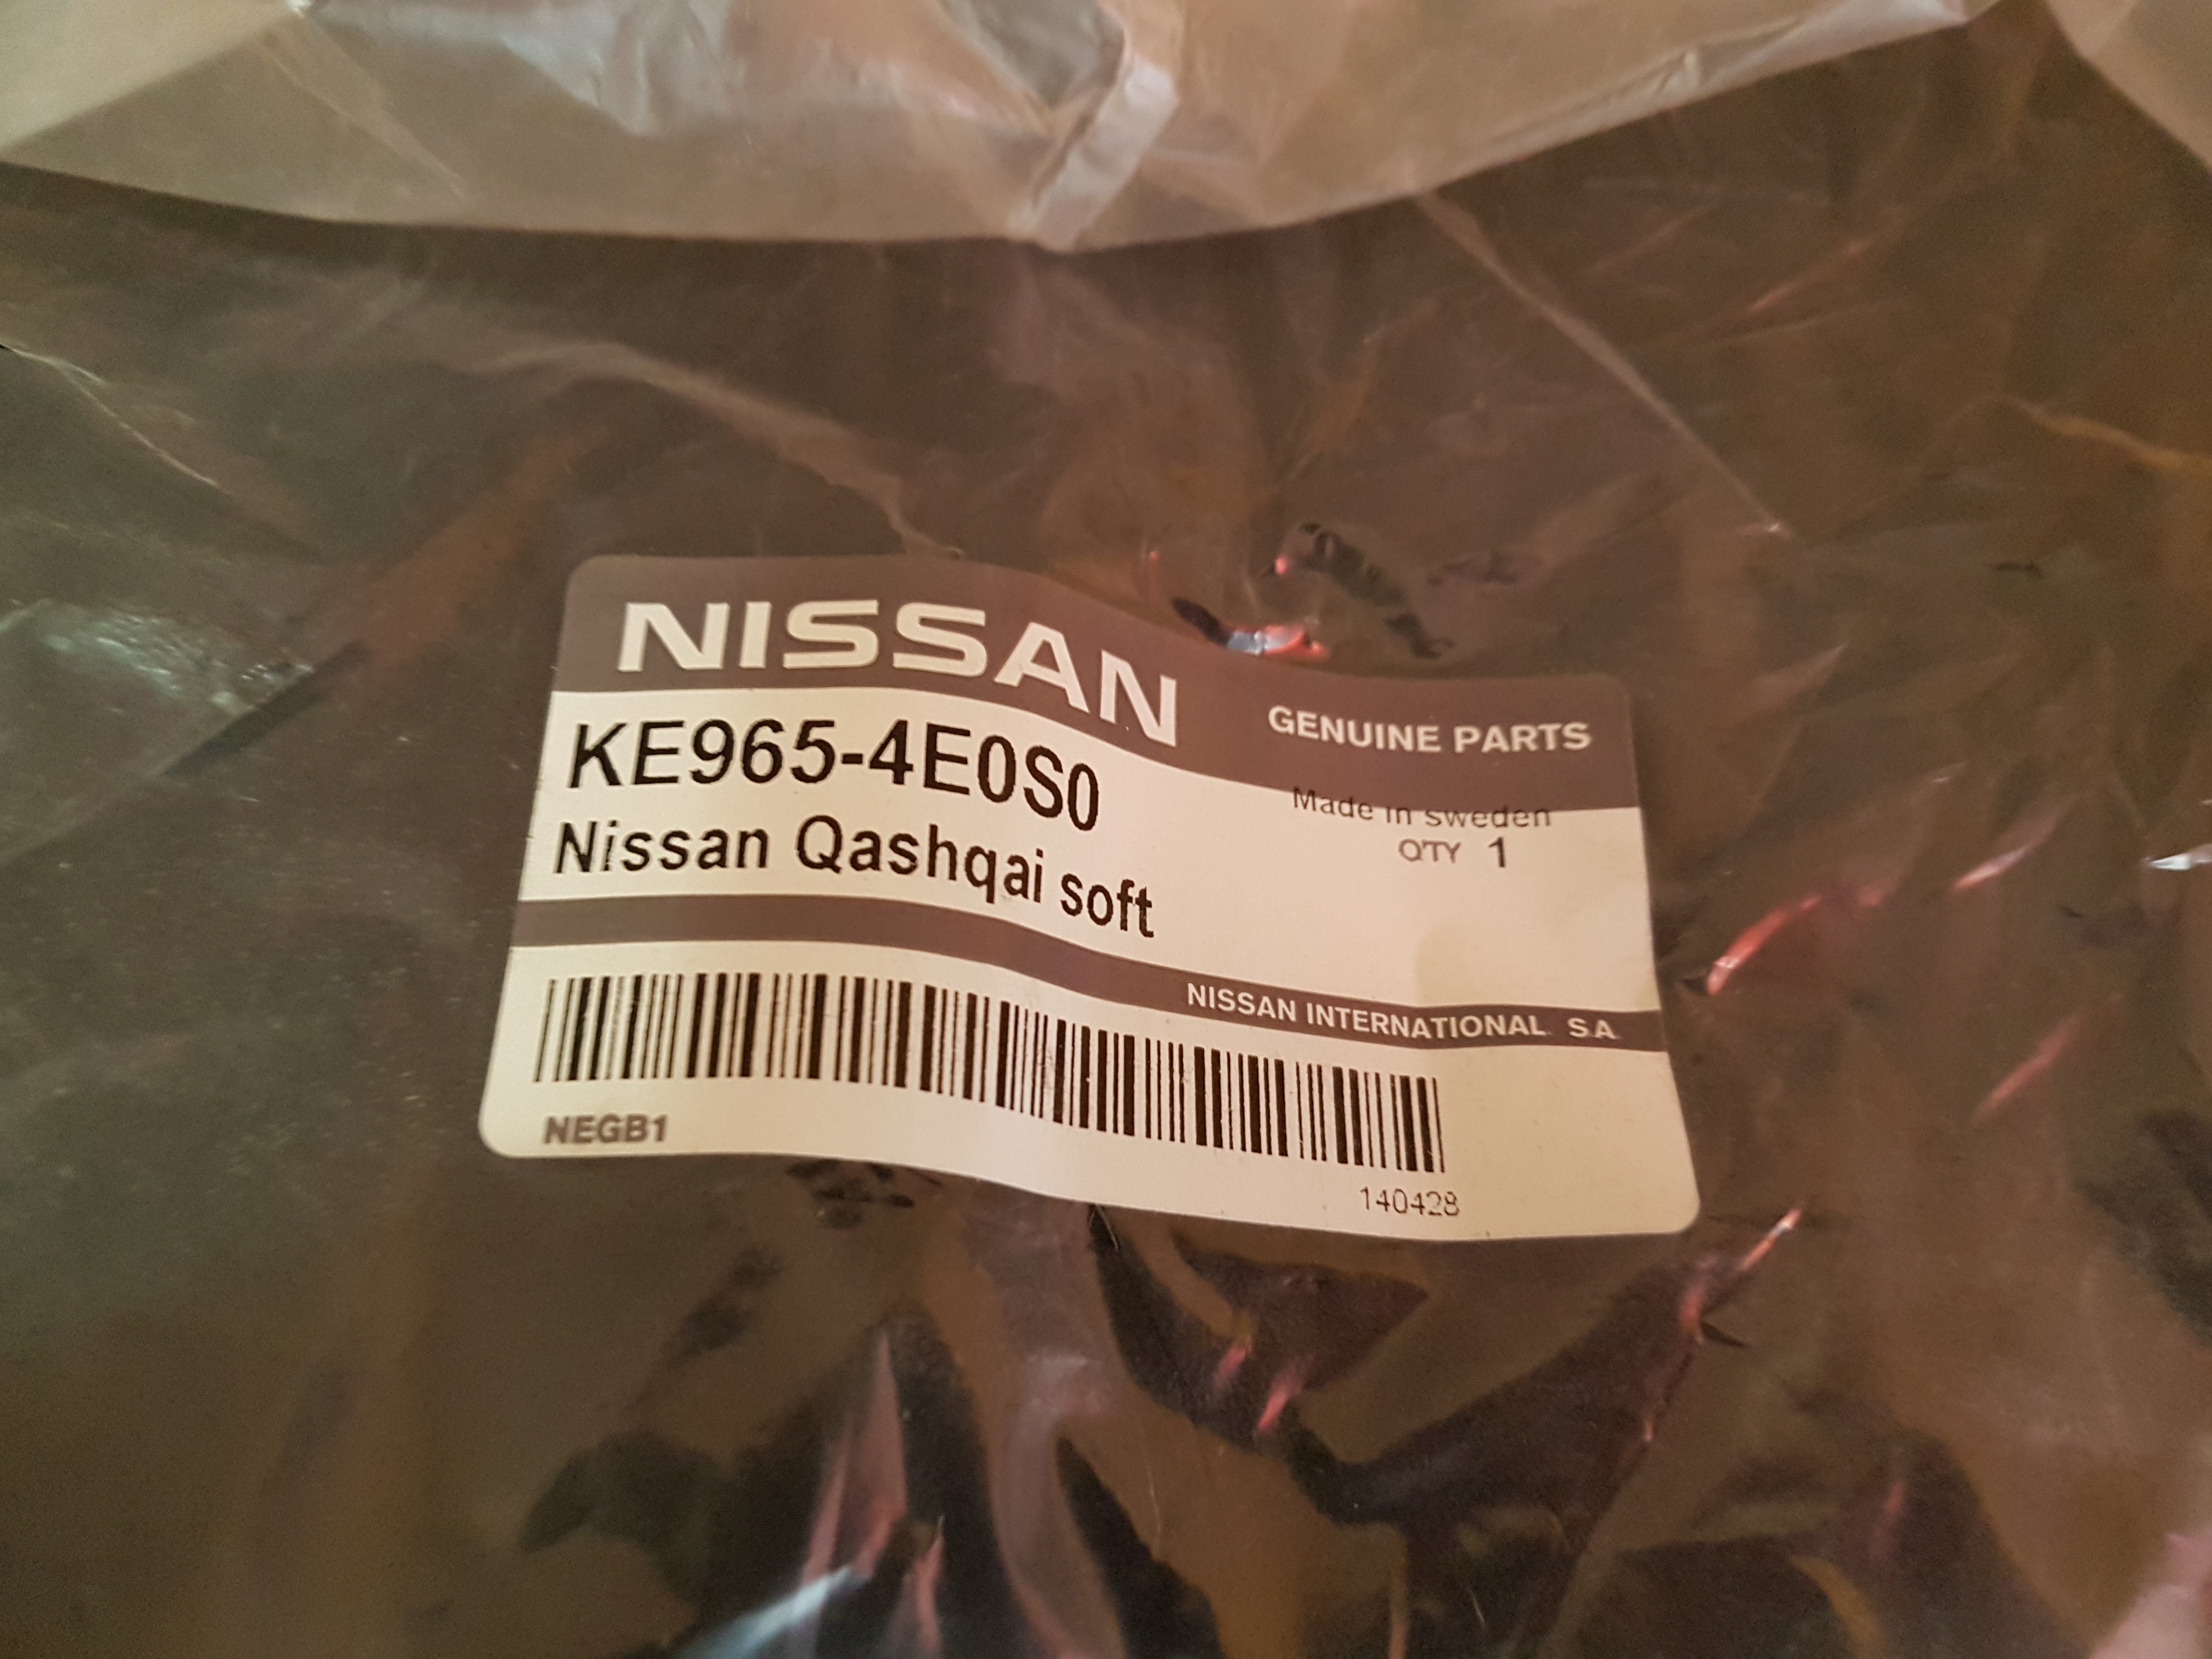 NISSAN
GENUINE PARTS
KE965-4E0S0
Made in sweden
QTY 1
Nissan Qashqai soft
NISSAN INTERNATIONAL S.A.
NEGB1
140428